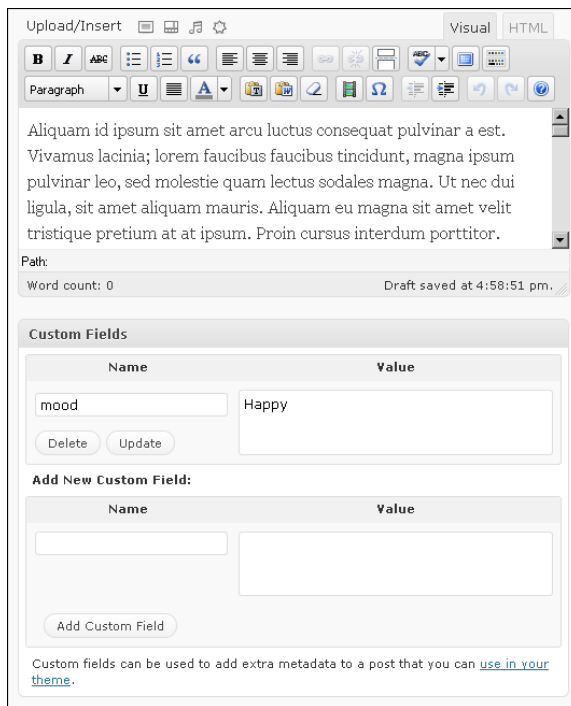 Upload/Insert
Visual HTML
B I ABC ABC
Paragraph U A T W Ω
Aliquam id ipsum sit amet arcu luctus consequat pulvinar a est.
Vivamus lacinia; lorem faucibus faucibus tincidunt, magna ipsum
pulvinar leo, sed molestie quam lectus sodales magna. Ut nec dui
ligula, sit amet aliquam mauris. Aliquam eu magna sit amet velit
tristique pretium at at ipsum. Proin cursus interdum porttitor.
Path:
Word count: 0 Draft saved at 4:58:51 pm.
Custom Fields
Name Value
mood Happy
Delete Update
Add New Custom Field:
Name Value
Add Custom Field
Custom fields can be used to add extra metadata to a post that you can use in your
theme.